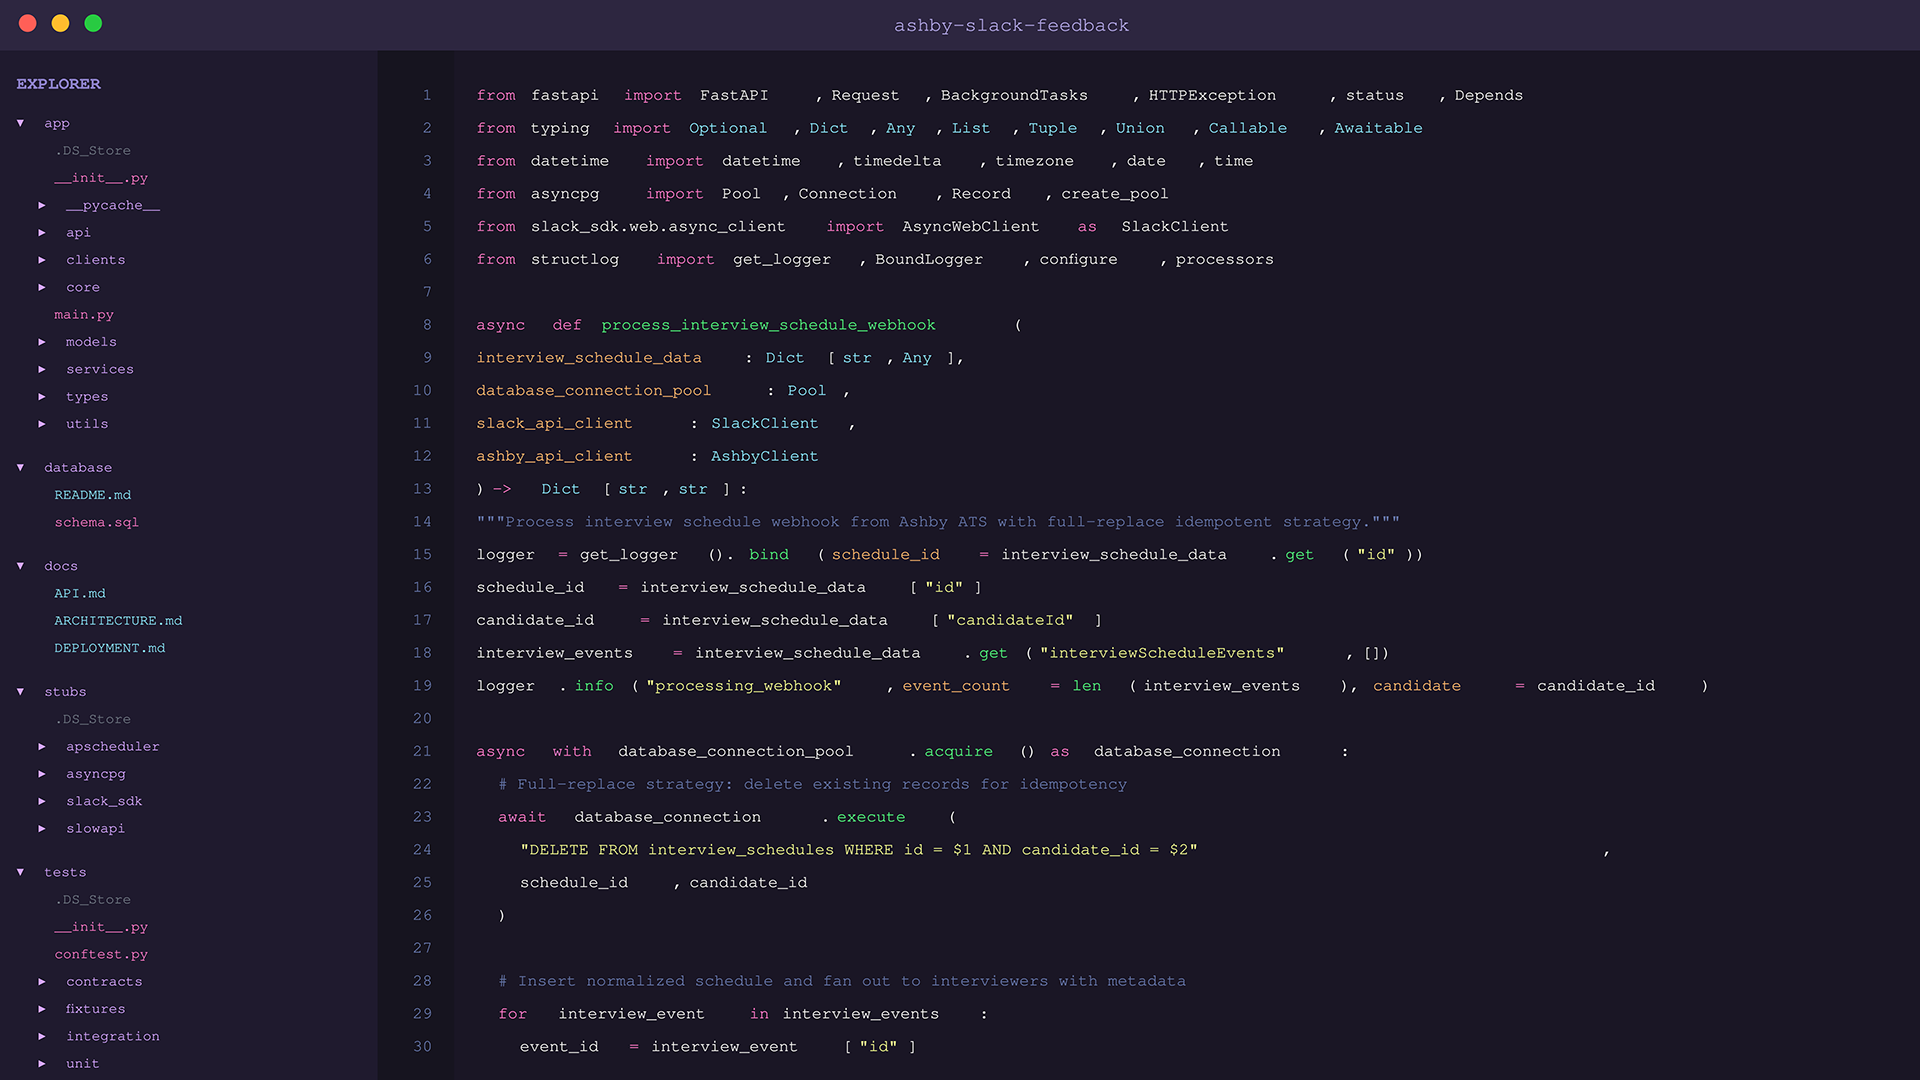 ashby-slack-feedback
EXPLORER
▼ app
.DS_Store
__init__.py
▶ __pycache__
▶ api
▶ clients
▶ core
main.py
▶ models
▶ services
▶ types
▶ utils
▼ database
README.md
schema.sql
▼ docs
API.md
ARCHITECTURE.md
DEPLOYMENT.md
▼ stubs
.DS_Store
▶ apscheduler
▶ asyncpg
▶ slack_sdk
▶ slowapi
▼ tests
.DS_Store
__init__.py
conftest.py
▶ contracts
▶ fixtures
▶ integration
▶ unit
1 from fastapi import FastAPI , Request , BackgroundTasks , HTTPException , status , Depends
2 from typing import Optional , Dict , Any , List , Tuple , Union , Callable , Awaitable
3 from datetime import datetime , timedelta , timezone , date , time
4 from asyncpg import Pool , Connection , Record , create_pool
5 from slack_sdk.web.async_client import AsyncWebClient as SlackClient
6 from structlog import get_logger , BoundLogger , configure , processors
7
8 async def process_interview_schedule_webhook (
9 interview_schedule_data : Dict [ str , Any ],
10 database_connection_pool : Pool ,
11 slack_api_client : SlackClient ,
12 ashby_api_client : AshbyClient
13 ) -> Dict [ str , str ] :
14 """Process interview schedule webhook from Ashby ATS with full-replace idempotent strategy."""
15 logger = get_logger (). bind ( schedule_id = interview_schedule_data . get ( "id" ))
16 schedule_id = interview_schedule_data [ "id" ]
17 candidate_id = interview_schedule_data [ "candidateId" ]
18 interview_events = interview_schedule_data . get ( "interviewScheduleEvents" , [])
19 logger . info ( "processing_webhook" , event_count = len ( interview_events ), candidate = candidate_id )
20
21 async with database_connection_pool . acquire () as database_connection :
22 # Full-replace strategy: delete existing records for idempotency
23 await database_connection . execute (
24 "DELETE FROM interview_schedules WHERE id = $1 AND candidate_id = $2" ,
25 schedule_id , candidate_id
26 )
27
28 # Insert normalized schedule and fan out to interviewers with metadata
29 for interview_event in interview_events :
30 event_id = interview_event [ "id" ]